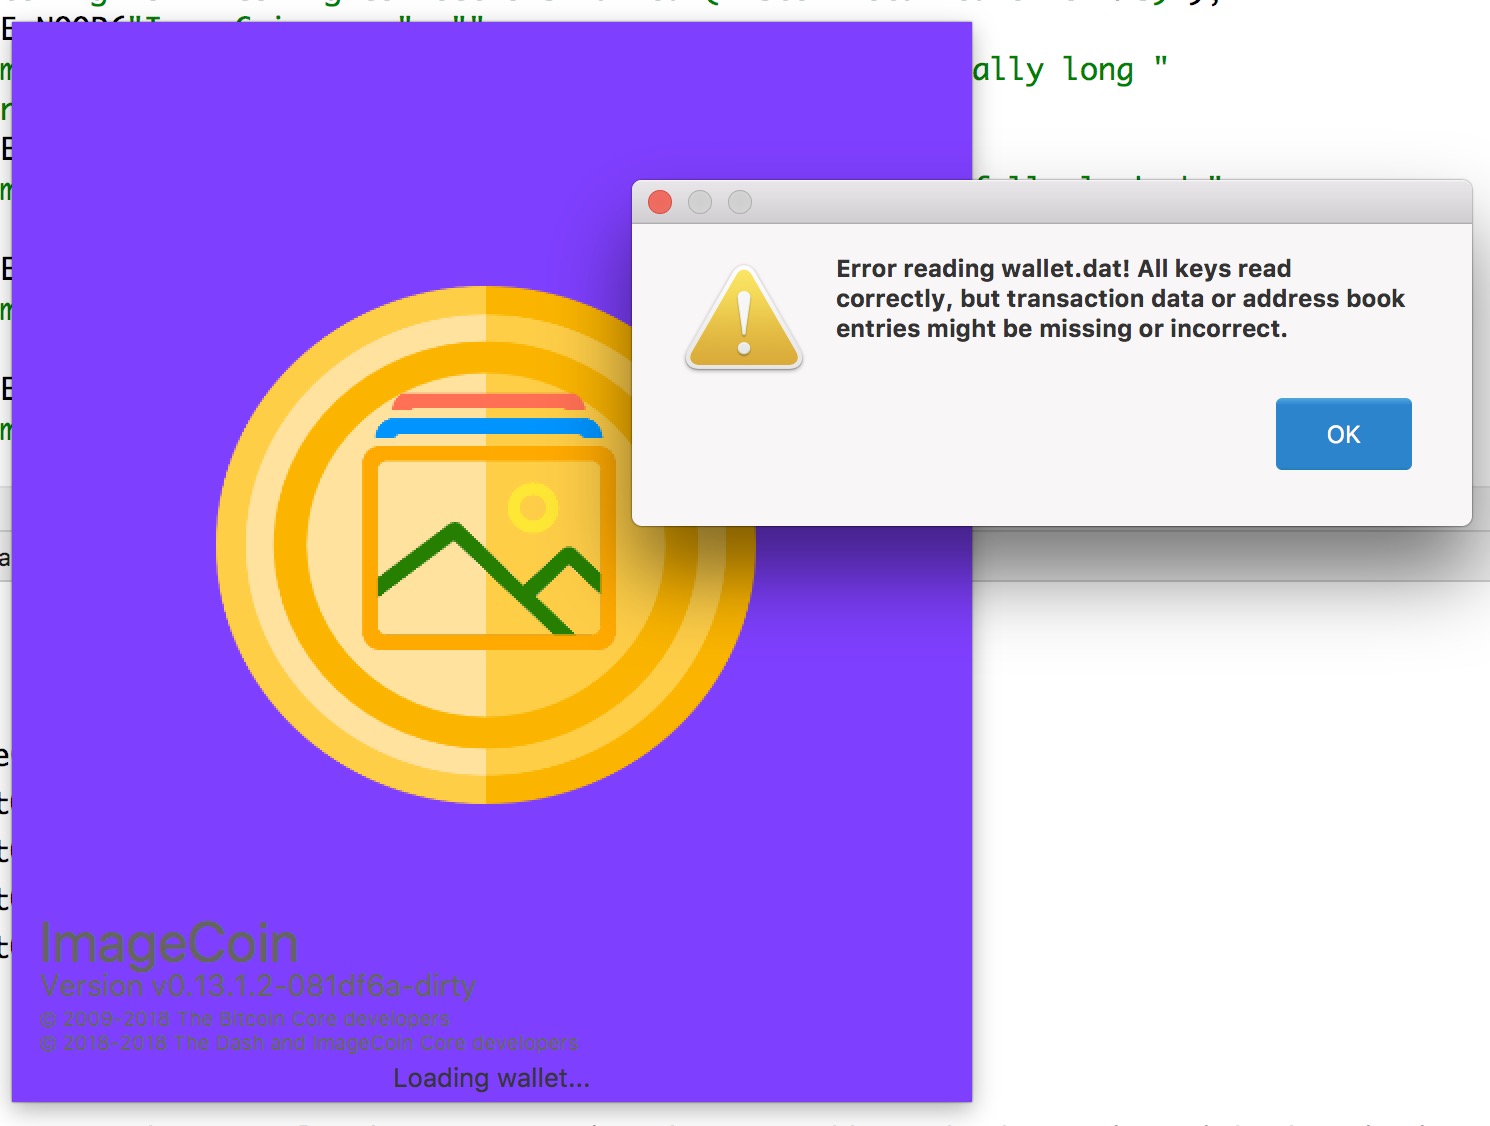 ally long "
Error reading wallet.dat! All keys read
correctly, but transaction data or address book
entries might be missing or incorrect.
OK
ImageCoin
Version v0.13.1.2-081df6a-dirty
© 2009-2018 The Bitcoin Core developers
© 2018-2018 The Dash and ImageCoin Core developers
Loading wallet...